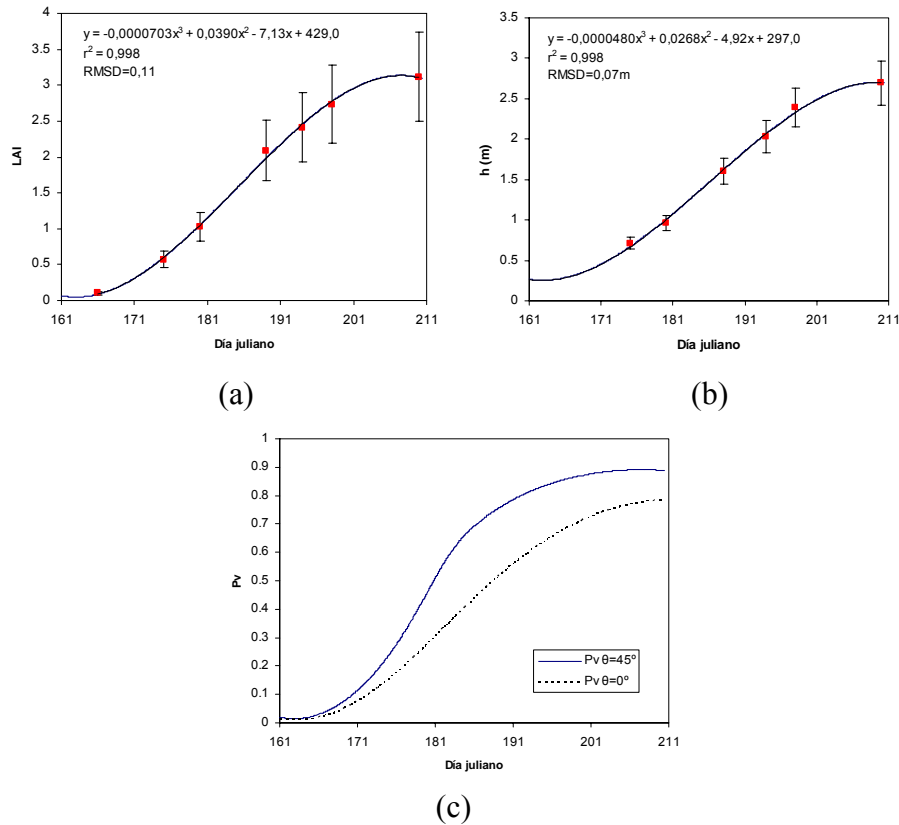 (a)
y = -0,0000703x³ + 0,0390x² - 7,13x + 429,0
r² = 0,998
RMSD=0,11
4
3.5
3
2.5
2
1.5
1
0.5
0
LAI
161 171 181 191 201 211
Día juliano
(b)
y = -0,0000480x³ + 0,0268x² - 4,92x + 297,0
r² = 0,998
RMSD=0,07m
3.5
3
2.5
2
1.5
1
0.5
0
h (m)
161 171 181 191 201 211
Día juliano
1
0.9
0.8
0.7
0.6
0.5
0.4
0.3
0.2
0.1
0
Pv
Pv θ=45º
Pv θ=0º
161 171 181 191 201 211
Día juliano
(c)